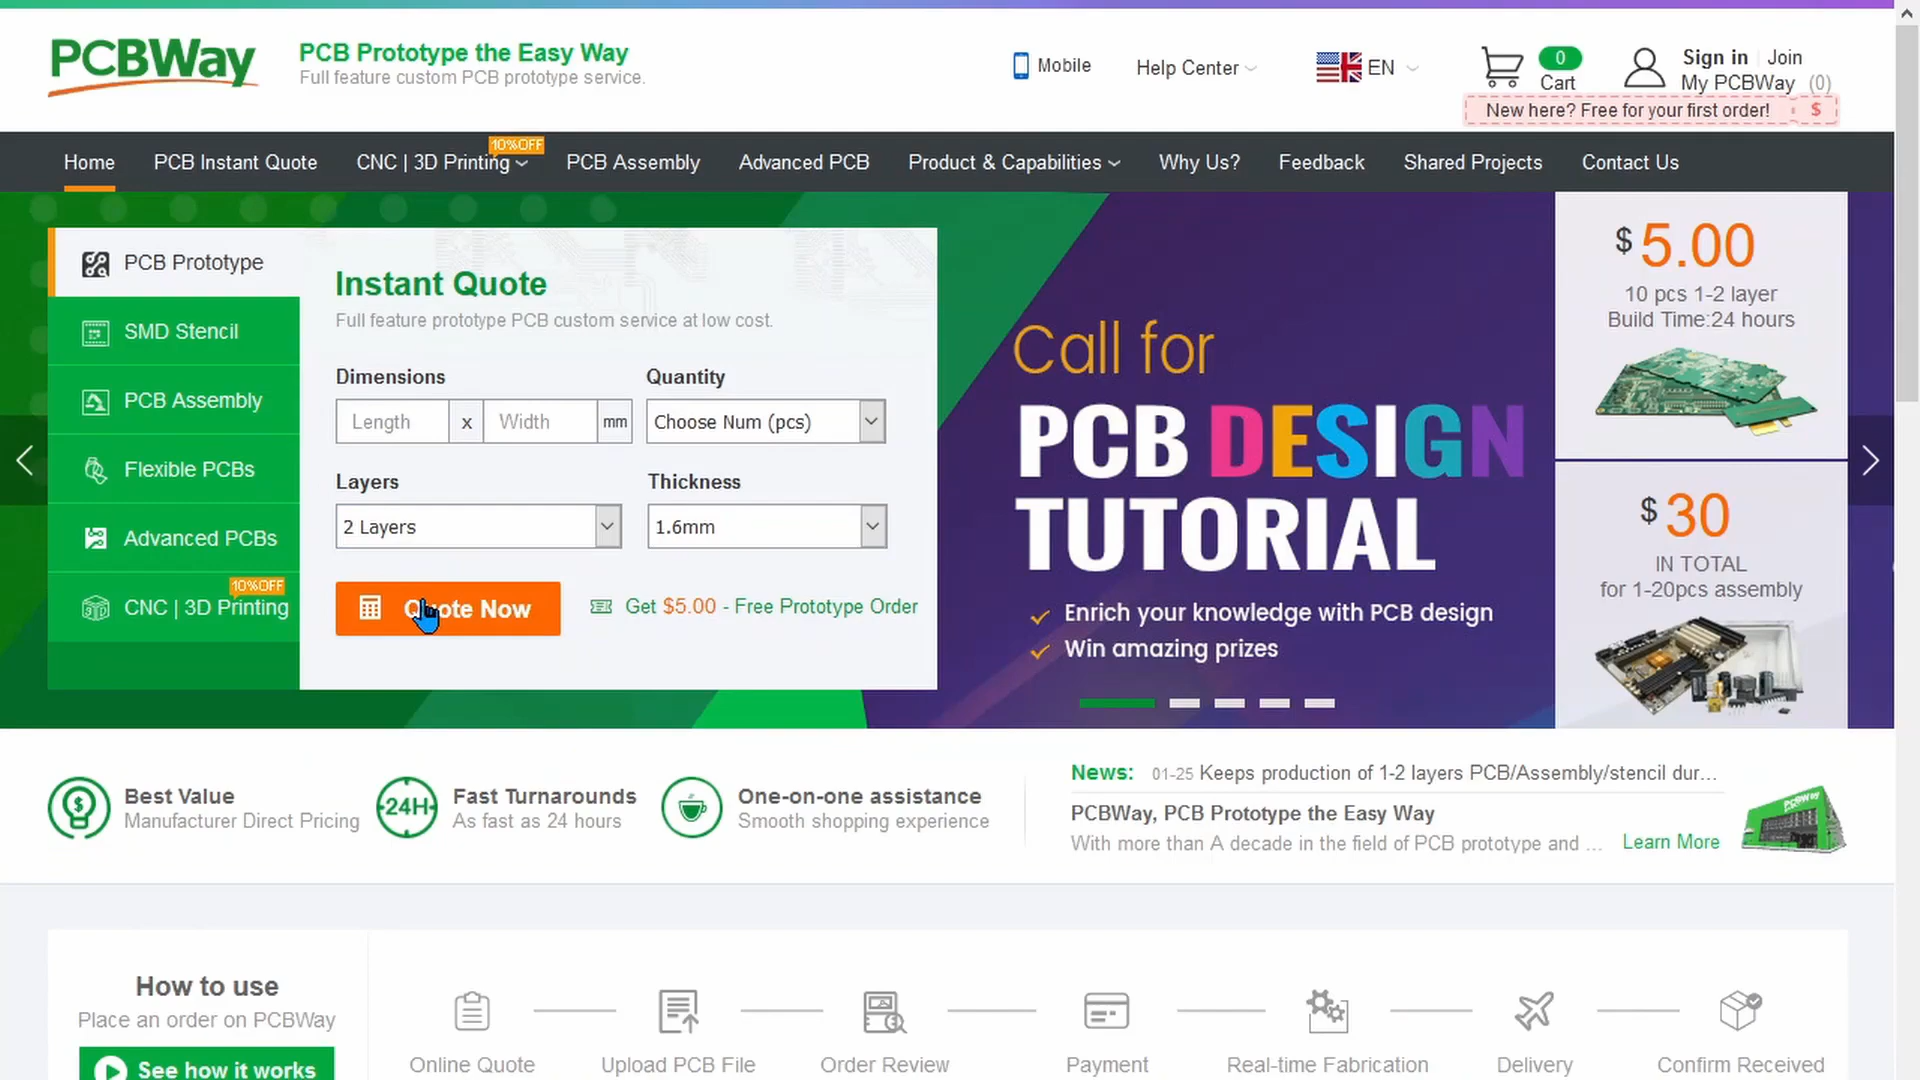 PCBWay
PCB Prototype the Easy Way
Full feature custom PCB prototype service.
Mobile
Help Center
EN
0
Cart
Sign in | Join
My PCBWay (0)
New here? Free for your first order! $
Home
PCB Instant Quote
CNC | 3D Printing
10%OFF
PCB Assembly
Advanced PCB
Product & Capabilities
Why Us?
Feedback
Shared Projects
Contact Us
PCB Prototype
SMD Stencil
PCB Assembly
Flexible PCBs
Advanced PCBs
10%OFF
CNC | 3D Printing
Instant Quote
Full feature prototype PCB custom service at low cost.
Dimensions
Quantity
Length x Width mm
Choose Num (pcs)
Layers
Thickness
2 Layers
1.6mm
Quote Now
Get $5.00 - Free Prototype Order
Call for
PCB DESIGN
TUTORIAL
Enrich your knowledge with PCB design
Win amazing prizes
$ 5.00
10 pcs 1-2 layer
Build Time:24 hours
$ 30
IN TOTAL
for 1-20pcs assembly
Best Value
Manufacturer Direct Pricing
24H
Fast Turnarounds
As fast as 24 hours
One-on-one assistance
Smooth shopping experience
News: 01-25 Keeps production of 1-2 layers PCB/Assembly/stencil dur...
PCBWay, PCB Prototype the Easy Way
With more than A decade in the field of PCB prototype and ... Learn More
PCBWay
How to use
Place an order on PCBWay
See how it works
Online Quote
Upload PCB File
Order Review
Payment
Real-time Fabrication
Delivery
Confirm Received